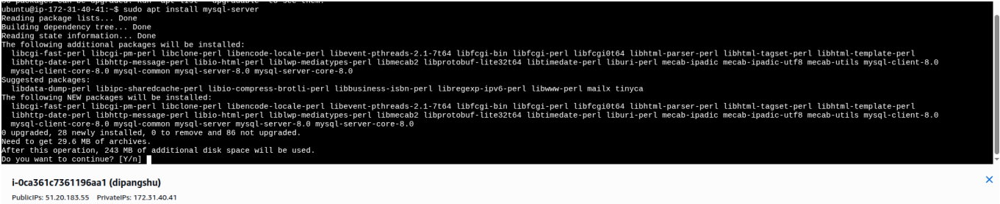 86 packages can be upgraded. Run 'apt list --upgradable' to see them.
ubuntu@ip-172-31-40-41:~$ sudo apt install mysql-server
Reading package lists... Done
Building dependency tree... Done
Reading state information... Done
The following additional packages will be installed:
libcgi-fast-perl libcgi-pm-perl libclone-perl libencode-locale-perl libevent-pthreads-2.1-7t64 libfcgi-bin libfcgi-perl libfcgi0t64 libhtml-parser-perl libhtml-tagset-perl libhtml-template-perl
libhttp-date-perl libhttp-message-perl libio-html-perl liblwp-mediatypes-perl libmecab2 libprotobuf-lite32t64 libtimedate-perl liburi-perl mecab-ipadic mecab-ipadic-utf8 mecab-utils mysql-client-8.0
mysql-client-core-8.0 mysql-common mysql-server-8.0 mysql-server-core-8.0
Suggested packages:
libdata-dump-perl libipc-sharedcache-perl libio-compress-brotli-perl libbusiness-isbn-perl libregexp-ipv6-perl libwww-perl mailx tinyca
The following NEW packages will be installed:
libcgi-fast-perl libcgi-pm-perl libclone-perl libencode-locale-perl libevent-pthreads-2.1-7t64 libfcgi-bin libfcgi-perl libfcgi0t64 libhtml-parser-perl libhtml-tagset-perl libhtml-template-perl
libhttp-date-perl libhttp-message-perl libio-html-perl liblwp-mediatypes-perl libmecab2 libprotobuf-lite32t64 libtimedate-perl liburi-perl mecab-ipadic mecab-ipadic-utf8 mecab-utils mysql-client-8.0
mysql-client-core-8.0 mysql-common mysql-server mysql-server-8.0 mysql-server-core-8.0
0 upgraded, 28 newly installed, 0 to remove and 86 not upgraded.
Need to get 29.6 MB of archives.
After this operation, 243 MB of additional disk space will be used.
Do you want to continue? [Y/n]
i-0ca361c7361196aa1 (dipangshu)
PublicIPs: 51.20.183.55 PrivateIPs: 172.31.40.41